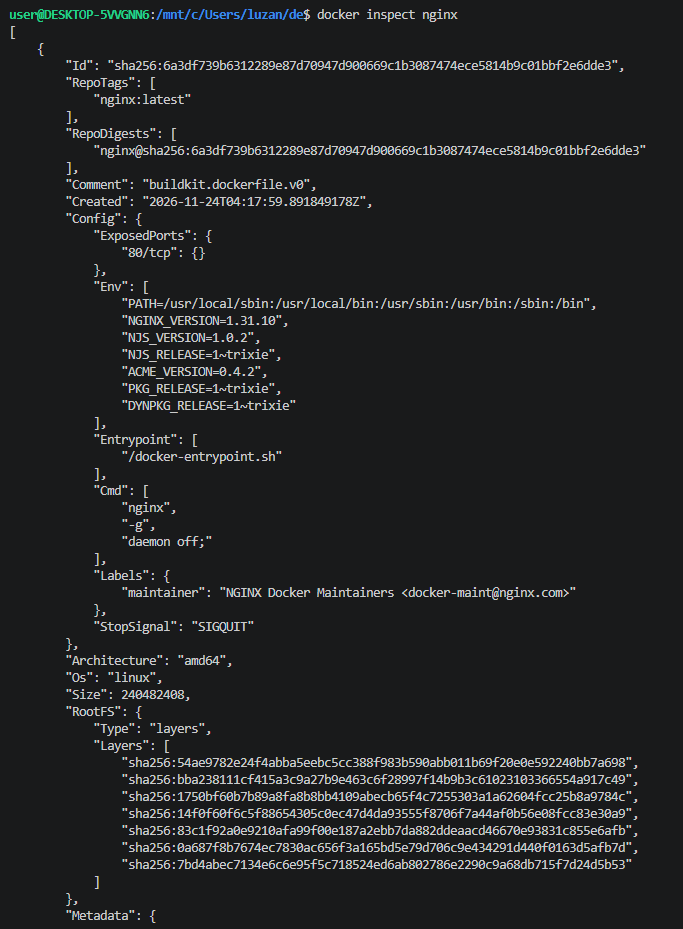 user@DESKTOP-5VVGNN6:/mnt/c/Users/luzan/de$ docker inspect nginx
[
    {
        "Id": "sha256:6a3df739b6312289e87d70947d900669c1b3087474ece5814b9c01bbf2e6dde3",
        "RepoTags": [
            "nginx:latest"
        ],
        "RepoDigests": [
            "nginx@sha256:6a3df739b6312289e87d70947d900669c1b3087474ece5814b9c01bbf2e6dde3"
        ],
        "Comment": "buildkit.dockerfile.v0",
        "Created": "2026-11-24T04:17:59.891849178Z",
        "Config": {
            "ExposedPorts": {
                "80/tcp": {}
            },
            "Env": [
                "PATH=/usr/local/sbin:/usr/local/bin:/usr/sbin:/usr/bin:/sbin:/bin",
                "NGINX_VERSION=1.31.10",
                "NJS_VERSION=1.0.2",
                "NJS_RELEASE=1~trixie",
                "ACME_VERSION=0.4.2",
                "PKG_RELEASE=1~trixie",
                "DYNPKG_RELEASE=1~trixie"
            ],
            "Entrypoint": [
                "/docker-entrypoint.sh"
            ],
            "Cmd": [
                "nginx",
                "-g",
                "daemon off;"
            ],
            "Labels": {
                "maintainer": "NGINX Docker Maintainers <docker-maint@nginx.com>"
            },
            "StopSignal": "SIGQUIT"
        },
        "Architecture": "amd64",
        "Os": "linux",
        "Size": 240482408,
        "RootFS": {
            "Type": "layers",
            "Layers": [
                "sha256:54ae9782e24f4abba5eebc5cc388f983b590abb011b69f20e0e592240bb7a698",
                "sha256:bba238111cf415a3c9a27b9e463c6f28997f14b9b3c61023103366554a917c49",
                "sha256:1750bf60b7b89a8fa8b8bb4109abecb65f4c7255303a1a62604fcc25b8a9784c",
                "sha256:14f0f60f6c5f88654305c0ec47d4da93555f8706f7a44af0b56e08fcc83e30a9",
                "sha256:83c1f92a0e9210afa99f00e187a2ebb7da882ddeaacd46670e93831c855e6afb",
                "sha256:0a687f8b7674ec7830ac656f3a165bd5e79d706c9e434291d440f0163d5afb7d",
                "sha256:7bd4abec7134e6c6e95f5c718524ed6ab802786e2290c9a68db715f7d24d5b53"
            ]
        },
        "Metadata": {